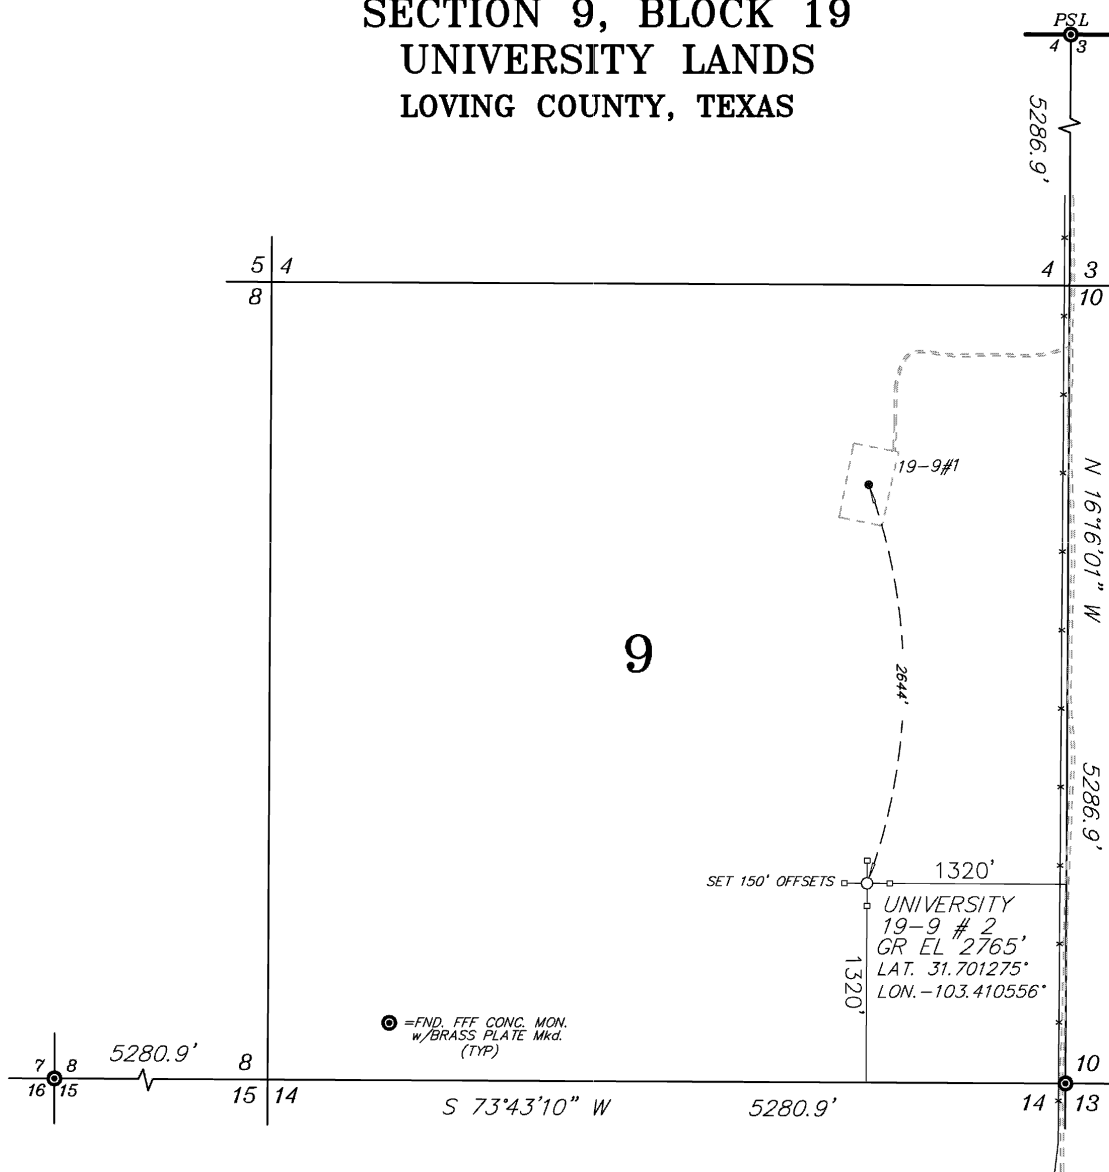 SECTION 9, BLOCK 19
UNIVERSITY LANDS
LOVING COUNTY, TEXAS
PSL
4 3
5286.9'
5 4
8
4 3
10
19-9#1
N 16°16'01" W
9
2644'
5286.9'
SET 150' OFFSETS
1320'
UNIVERSITY
19-9 # 2
GR EL 2765'
LAT. 31.701275°
LON.-103.410556°
1320'
=FND. FFF CONC. MON.
w/BRASS PLATE Mkd.
(TYP)
7 8
16 15
5280.9'
8
15 14
S 73°43'10" W
5280.9'
10
14 13